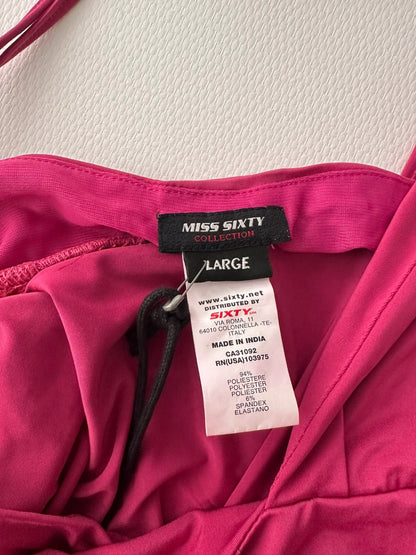 MISS SIXTY
COLLECTION
LARGE
www.sixty.net
DISTRIBUTED BY
SIXTY
VIA ROMA, 11
64010 COLONNELLA -TE-
ITALY
MADE IN INDIA
CA31092
RN(USA)103975
94%
POLIESTERE
POLYESTER
POLIESTER
6%
SPANDEX
ELASTANO